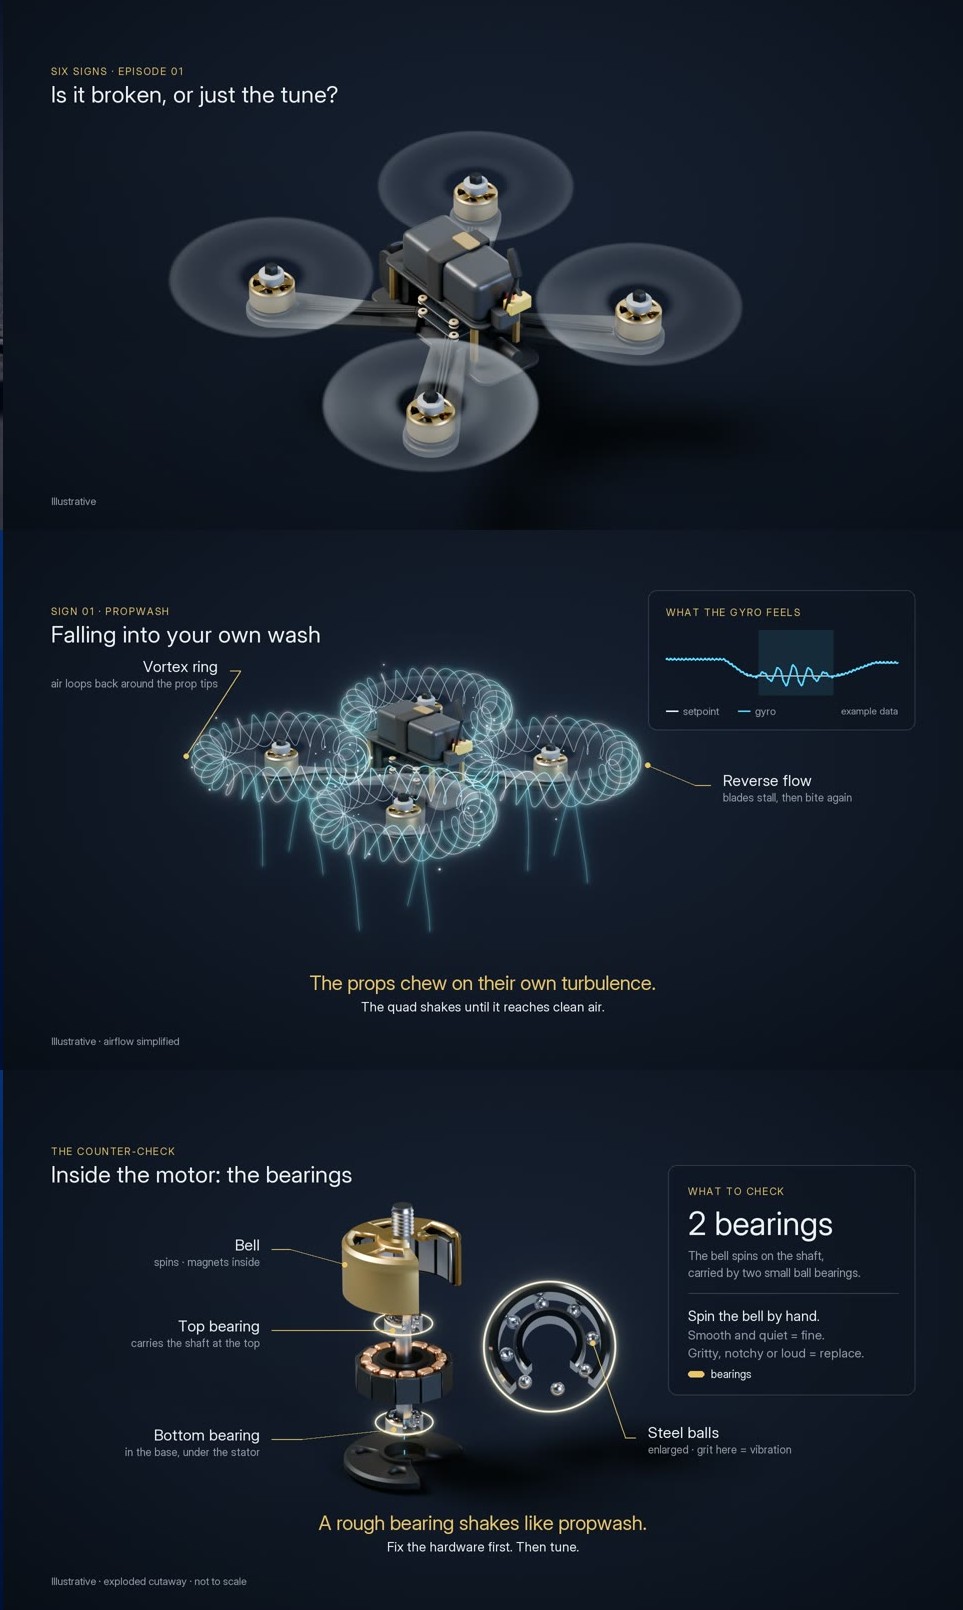 SIX SIGNS · EPISODE 01
Is it broken, or just the tune?
Illustrative
SIGN 01 · PROPWASH
Falling into your own wash
Vortex ring
air loops back around the prop tips
WHAT THE GYRO FEELS
setpoint
gyro
example data
Reverse flow
blades stall, then bite again
The props chew on their own turbulence.
The quad shakes until it reaches clean air.
Illustrative · airflow simplified
THE COUNTER-CHECK
Inside the motor: the bearings
Bell
spins · magnets inside
Top bearing
carries the shaft at the top
Bottom bearing
in the base, under the stator
Steel balls
enlarged · grit here = vibration
WHAT TO CHECK
2 bearings
The bell spins on the shaft,
carried by two small ball bearings.
Spin the bell by hand.
Smooth and quiet = fine.
Gritty, notchy or loud = replace.
bearings
A rough bearing shakes like propwash.
Fix the hardware first. Then tune.
Illustrative · exploded cutaway · not to scale